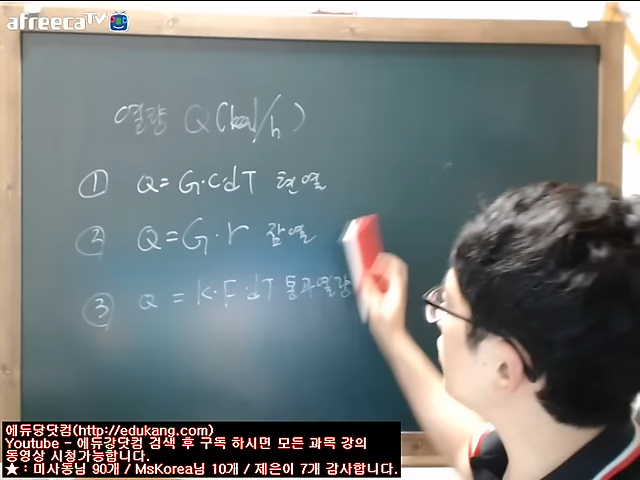 afreecaTV
열량 Q(kcal/h)
① Q=G·C·dT 현열
② Q=G·r 잠열
③ Q=K·F·dT 통과열량
에듀강닷컴(http://edukang.com)
Youtube - 에듀강닷컴 검색 후 구독 하시면 모든 과목 강의
동영상 시청가능합니다.
★ : 미사동님 90개 / MsKorea님 10개 / 제은이 7개 감사합니다.